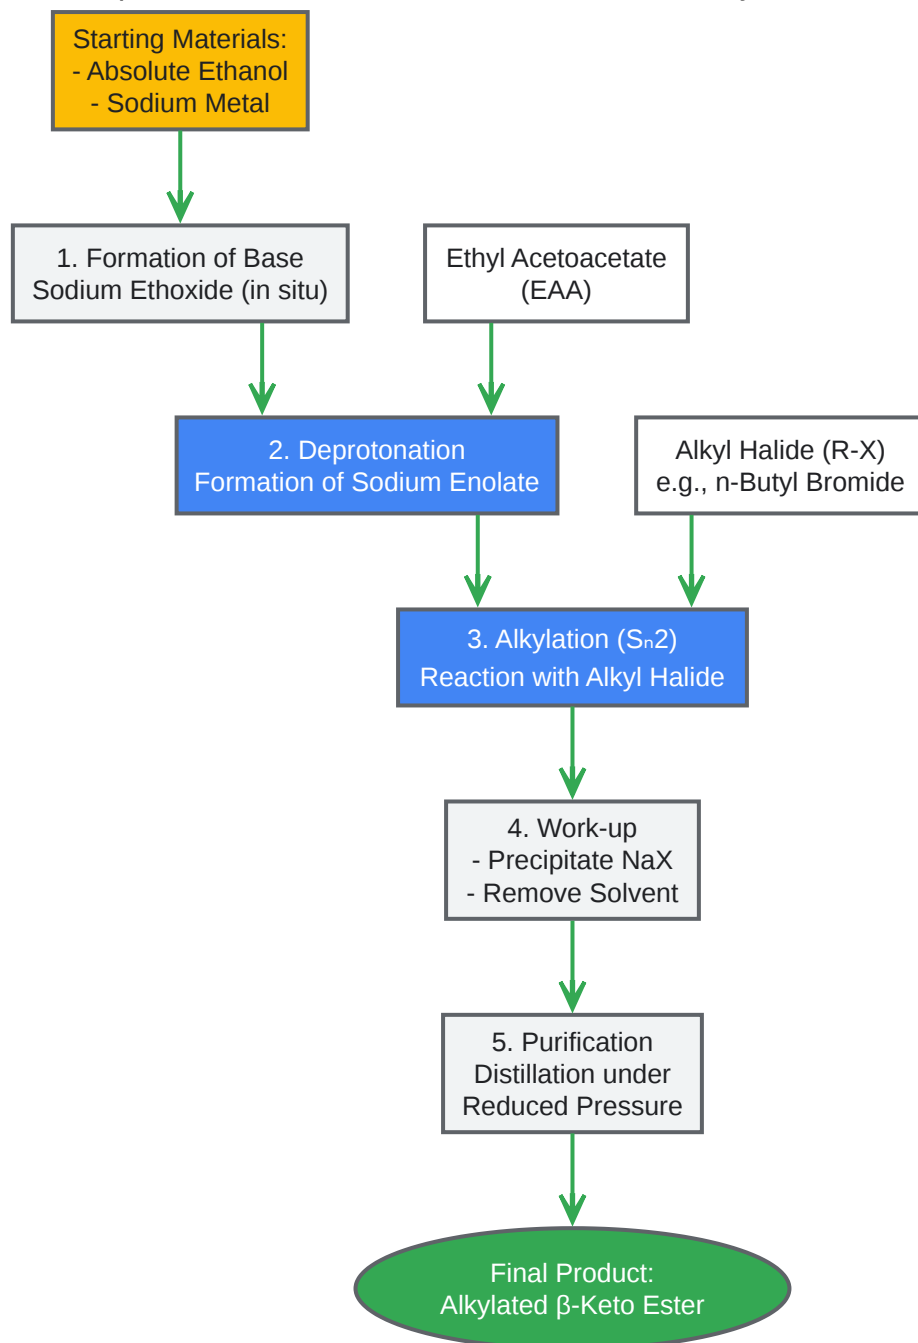 Starting Materials:
- Absolute Ethanol
- Sodium Metal
1. Formation of Base
Sodium Ethoxide (in situ)
Ethyl Acetoacetate
(EAA)
2. Deprotonation
Formation of Sodium Enolate
Alkyl Halide (R-X)
e.g., n-Butyl Bromide
3. Alkylation (Sₙ2)
Reaction with Alkyl Halide
4. Work-up
- Precipitate NaX
- Remove Solvent
5. Purification
Distillation under
Reduced Pressure
Final Product:
Alkylated β-Keto Ester